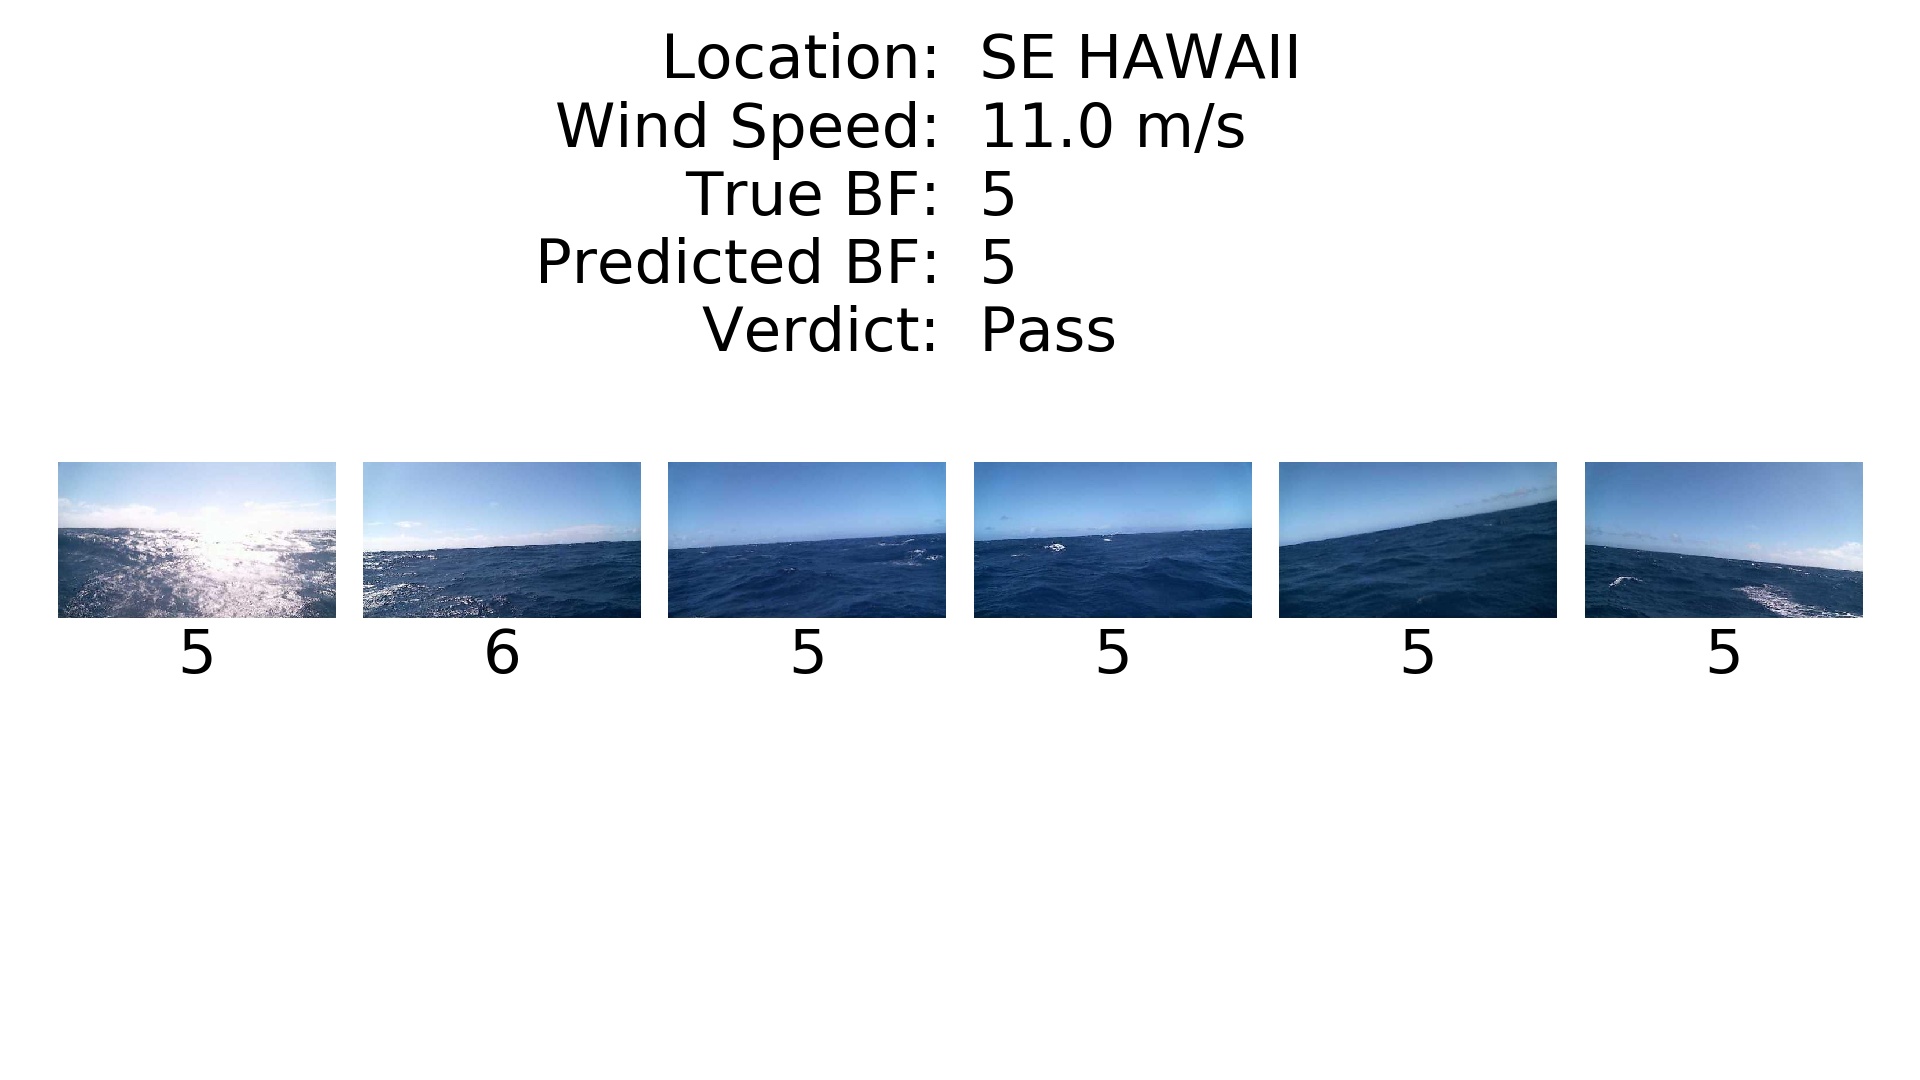 Location: SE HAWAII
Wind Speed: 11.0 m/s
True BF: 5
Predicted BF: 5
Verdict: Pass
5 6 5 5 5 5